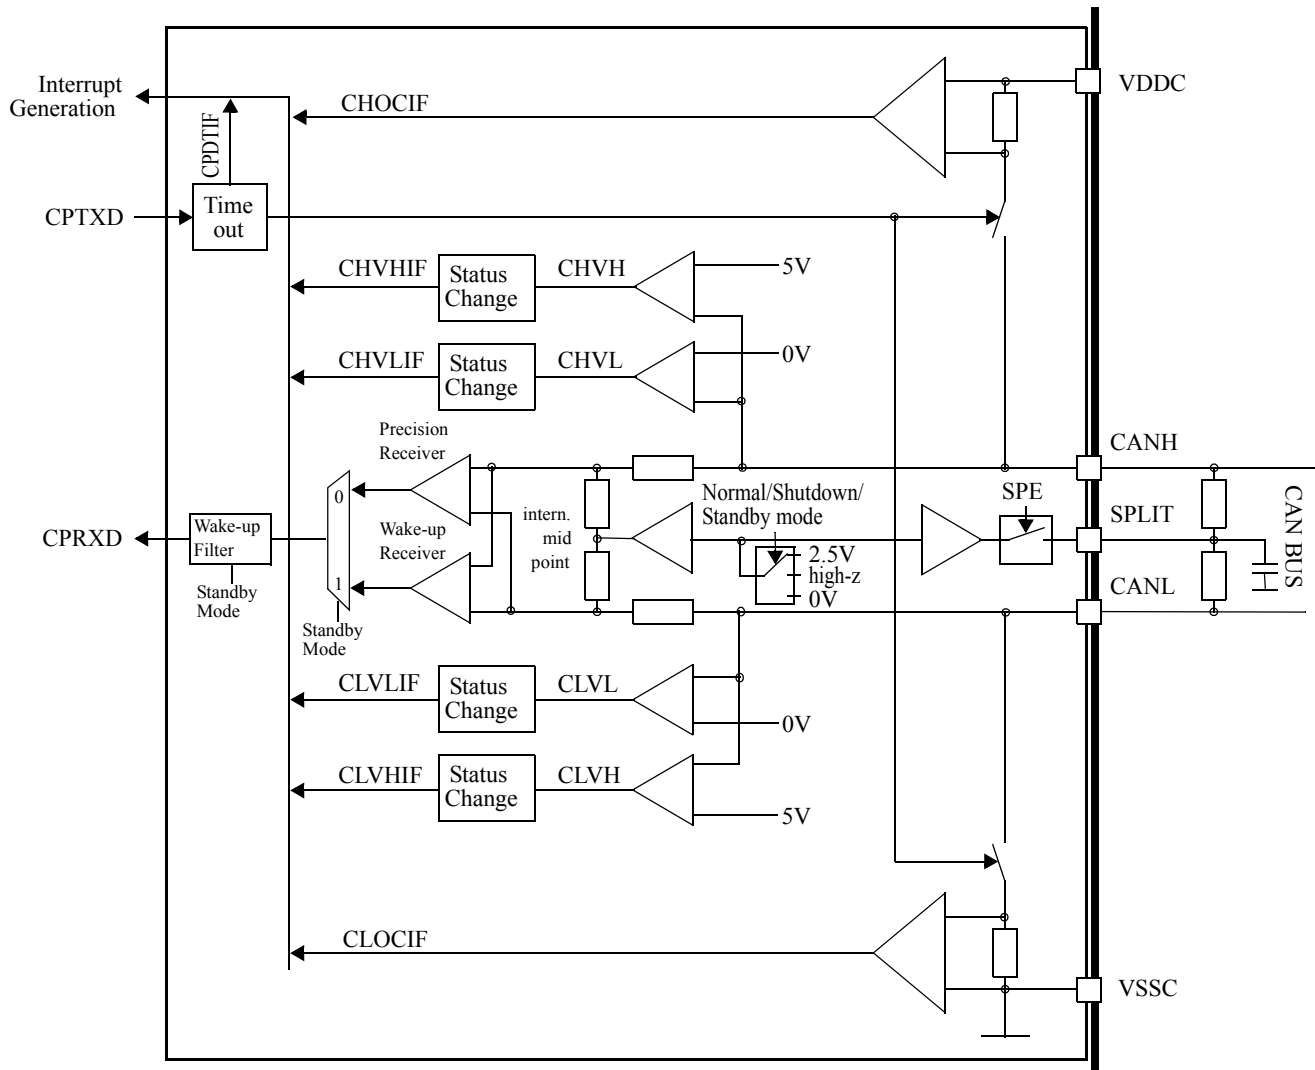 Interrupt
Generation
CPDTIF
CHOCIF
VDDC
CPTXD
Time
out
CHVHIF
Status
Change
CHVH
5V
CHVLIF
Status
Change
CHVL
0V
Precision
Receiver
CANH
0
Normal/Shutdown/
Standby mode
SPE
SPLIT
CPRXD
Wake-up
Filter
Wake-up
Receiver
intern.
mid
point
2.5V
high-z
0V
CAN BUS
1
CANL
Standby
Mode
Standby
Mode
CLVLIF
Status
Change
CLVL
0V
CLVHIF
Status
Change
CLVH
5V
CLOCIF
VSSC